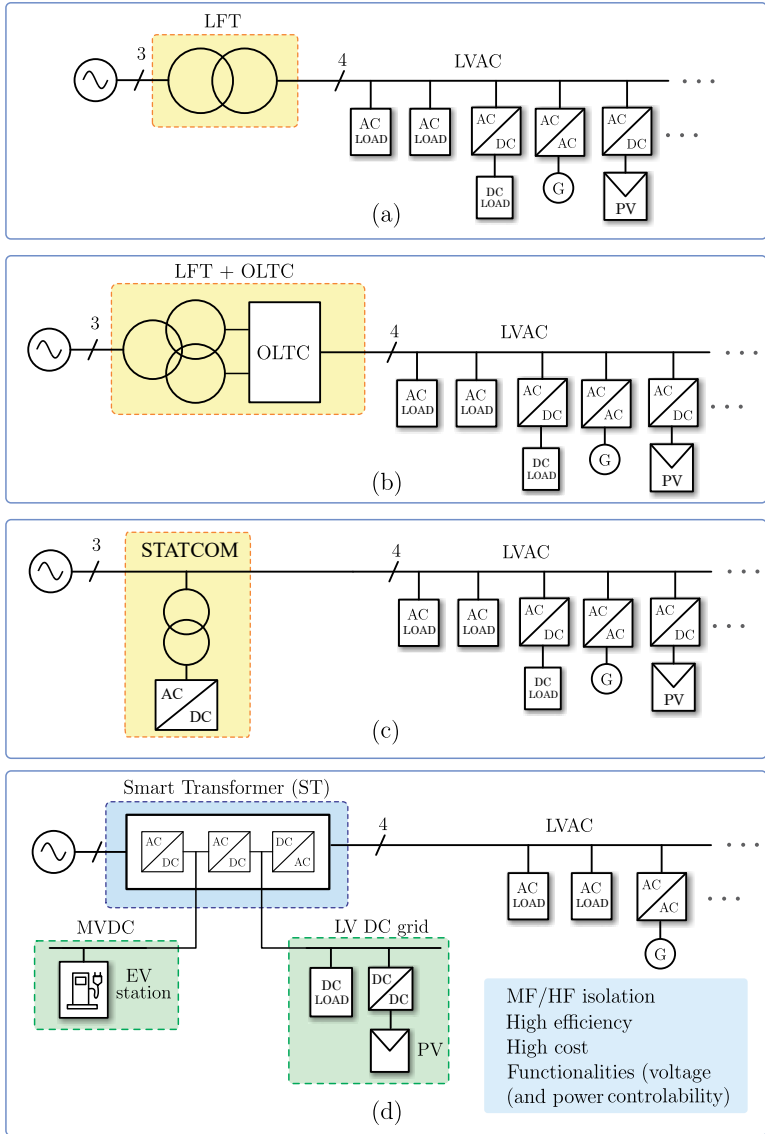 LFT
3
4
LVAC
AC
LOAD
AC
LOAD
AC
DC
AC
AC
AC
DC
DC
LOAD
G
PV
(a)
LFT + OLTC
3
OLTC
4
LVAC
AC
LOAD
AC
LOAD
AC
DC
AC
AC
AC
DC
DC
LOAD
G
PV
(b)
STATCOM
3
4
LVAC
AC
DC
AC
LOAD
AC
LOAD
AC
DC
AC
AC
AC
DC
DC
LOAD
G
PV
(c)
Smart Transformer (ST)
AC
DC
AC
DC
DC
AC
4
LVAC
AC
LOAD
AC
LOAD
AC
AC
G
MVDC
EV
station
LV DC grid
DC
LOAD
DC
DC
PV
MF/HF isolation
High efficiency
High cost
Functionalities (voltage
(and power controlability)
(d)